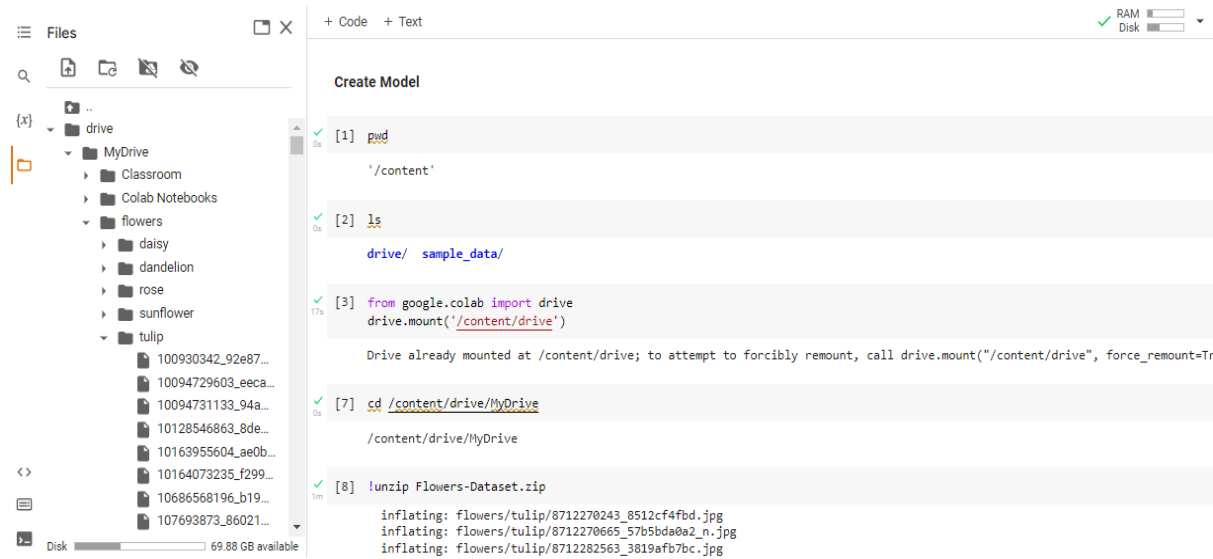 Files
..
drive
MyDrive
Classroom
Colab Notebooks
flowers
daisy
dandelion
rose
sunflower
tulip
100930342_92e87...
10094729603_eeca...
10094731133_94a...
10128546863_8de...
10163955604_ae0b...
10164073235_f299...
10686568196_b19...
107693873_86021...
Disk 69.88 GB available
{x}
<>
+ Code + Text
RAM
Disk
Create Model
[1] pwd
0s
'/content'
[2] ls
0s
drive/ sample_data/
[3] from google.colab import drive
17s
drive.mount('/content/drive')
Drive already mounted at /content/drive; to attempt to forcibly remount, call drive.mount("/content/drive", force_remount=Tr
[7] cd /content/drive/MyDrive
0s
/content/drive/MyDrive
[8] !unzip Flowers-Dataset.zip
1m
inflating: flowers/tulip/8712270243_8512cf4fbd.jpg
inflating: flowers/tulip/8712270665_57b5bda0a2_n.jpg
inflating: flowers/tulip/8712282563_3819afb7bc.jpg